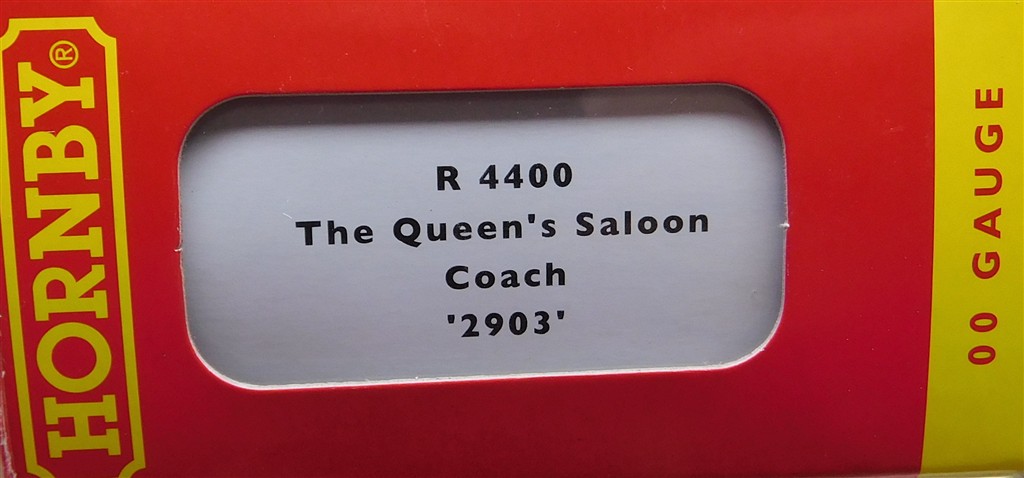 HORNBY®
R 4400
The Queen's Saloon
Coach
'2903'
00 GAUGE